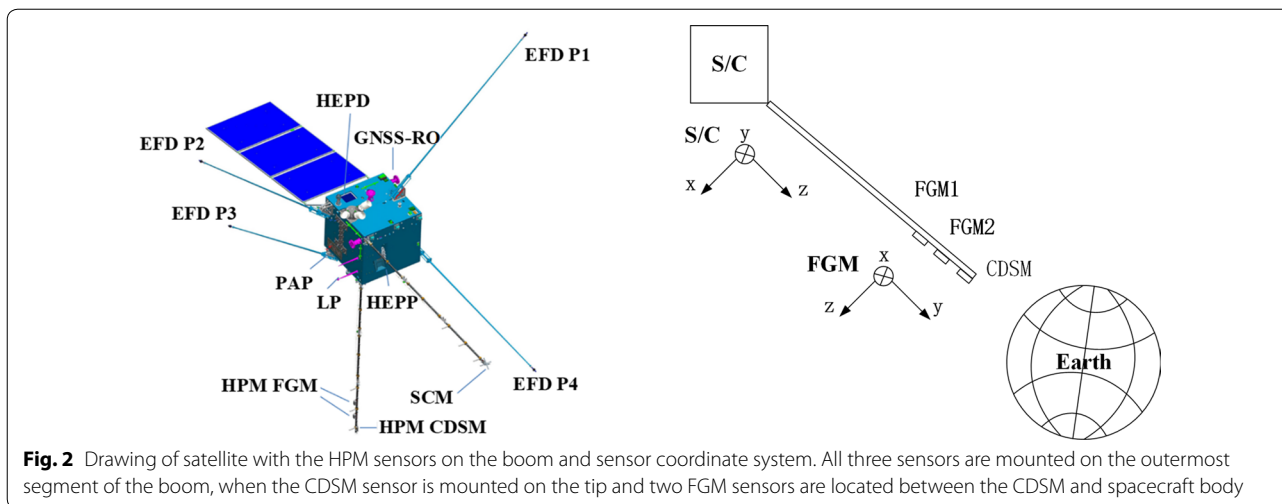 EFD P1
HEPD
GNSS-RO
EFD P2
EFD P3
PAP
LP
HEPP
HPM FGM
SCM
EFD P4
HPM CDSM
S/C
S/C
y
x
z
FGM1
FGM2
CDSM
FGM
x
z
y
Earth
Fig. 2 Drawing of satellite with the HPM sensors on the boom and sensor coordinate system. All three sensors are mounted on the outermost
segment of the boom, when the CDSM sensor is mounted on the tip and two FGM sensors are located between the CDSM and spacecraft body